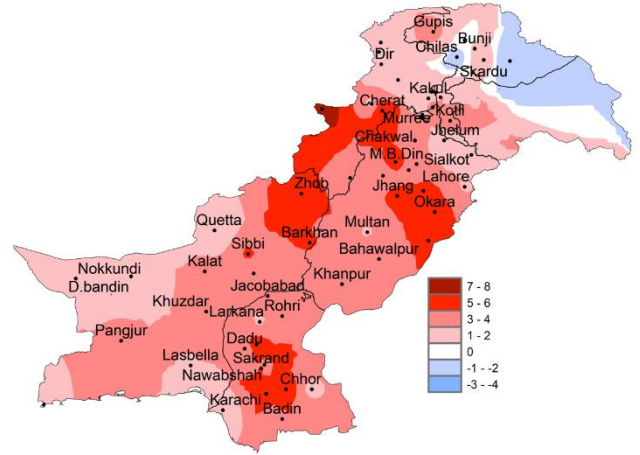 Gupis
Bunji
Chilas
Dir
Skardu
Kakul
Cherat
Murree
Kotli
Chakwal
Jhelum
M.B.Din
Sialkot
Lahore
Jhang
Zhob
Okara
Quetta
Multan
Barkhan
Sibbi
Bahawalpur
Kalat
Nokkundi
Khanpur
D.bandin
Jacobabad
7 - 8
5 - 6
3 - 4
1 - 2
0
-1 - -2
-3 - -4
Khuzdar
Larkana
Rohri
Pangjur
Dadu
Lasbella
Sakrand
Nawabshah
Chhor
Karachi
Badin